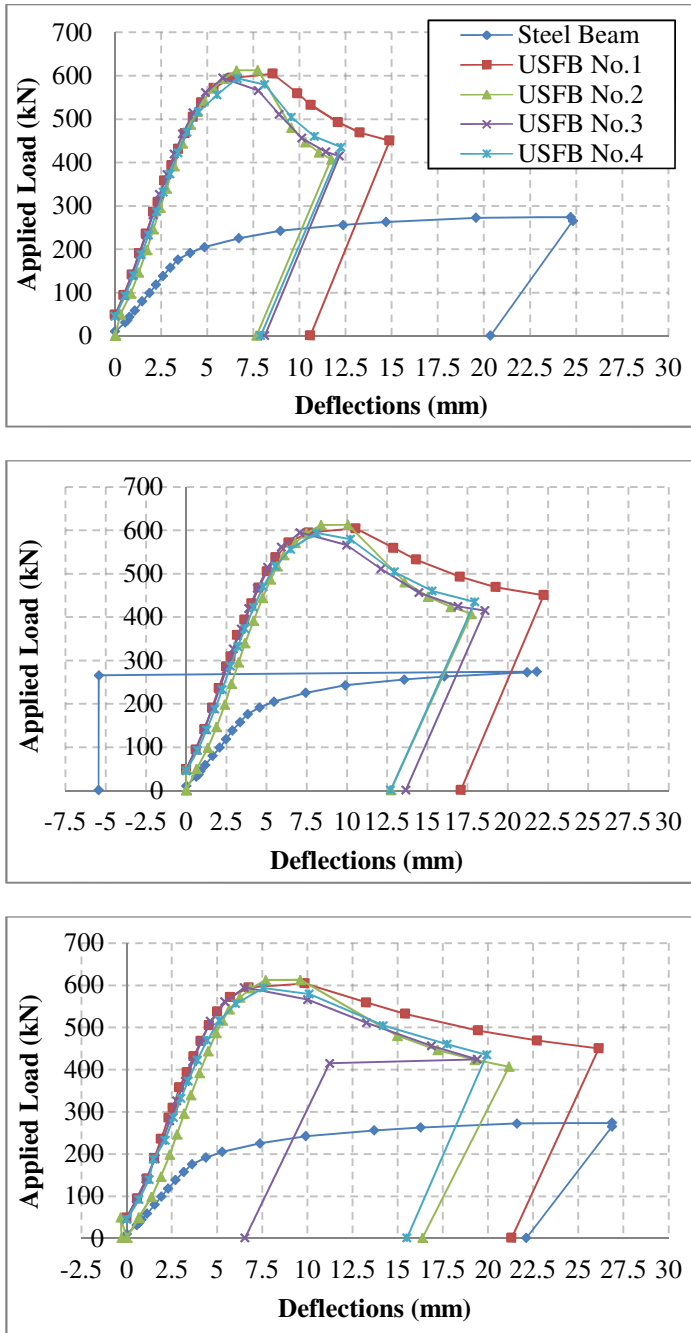 700
600
500
400
300
200
100
0
Applied Load (kN)
Steel Beam
USFB No.1
USFB No.2
USFB No.3
USFB No.4
0 2.5 5 7.5 10 12.5 15 17.5 20 22.5 25 27.5 30
Deflections (mm)
700
600
500
400
300
200
100
0
Applied Load (kN)
-7.5 -5 -2.5 0 2.5 5 7.5 10 12.5 15 17.5 20 22.5 25 27.5 30
Deflections (mm)
700
600
500
400
300
200
100
0
Applied Load (kN)
-2.5 0 2.5 5 7.5 10 12.5 15 17.5 20 22.5 25 27.5 30
Deflections (mm)